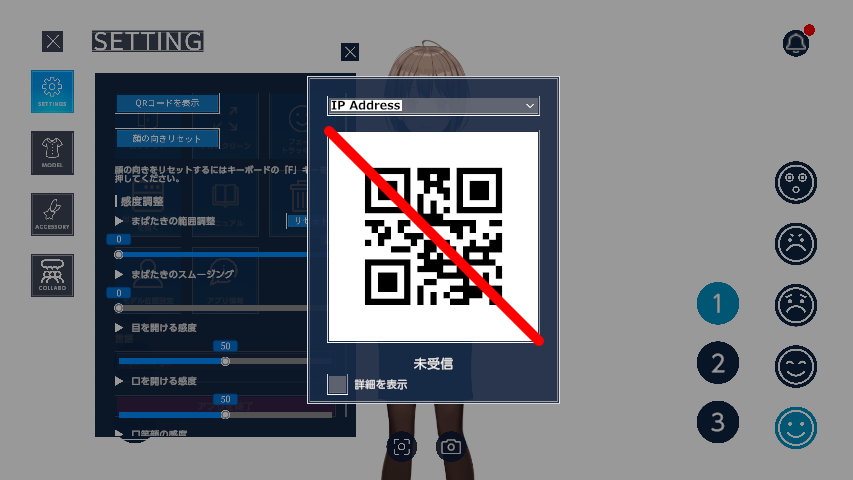 SETTING
SETTINGS
MODEL
ACCESSORY
COLLABO
QRコードを表示
顔の向きリセット
顔の向きをリセットするにはキーボードの「F」キー
押してください。
感度調整
まばたきの範囲調整
リセ
0
まばたきのスムージング
0
目を開ける感度
50
口を開ける感度
50
口笑顔の感度
IP Address
未受信
詳細を表示
1
2
3